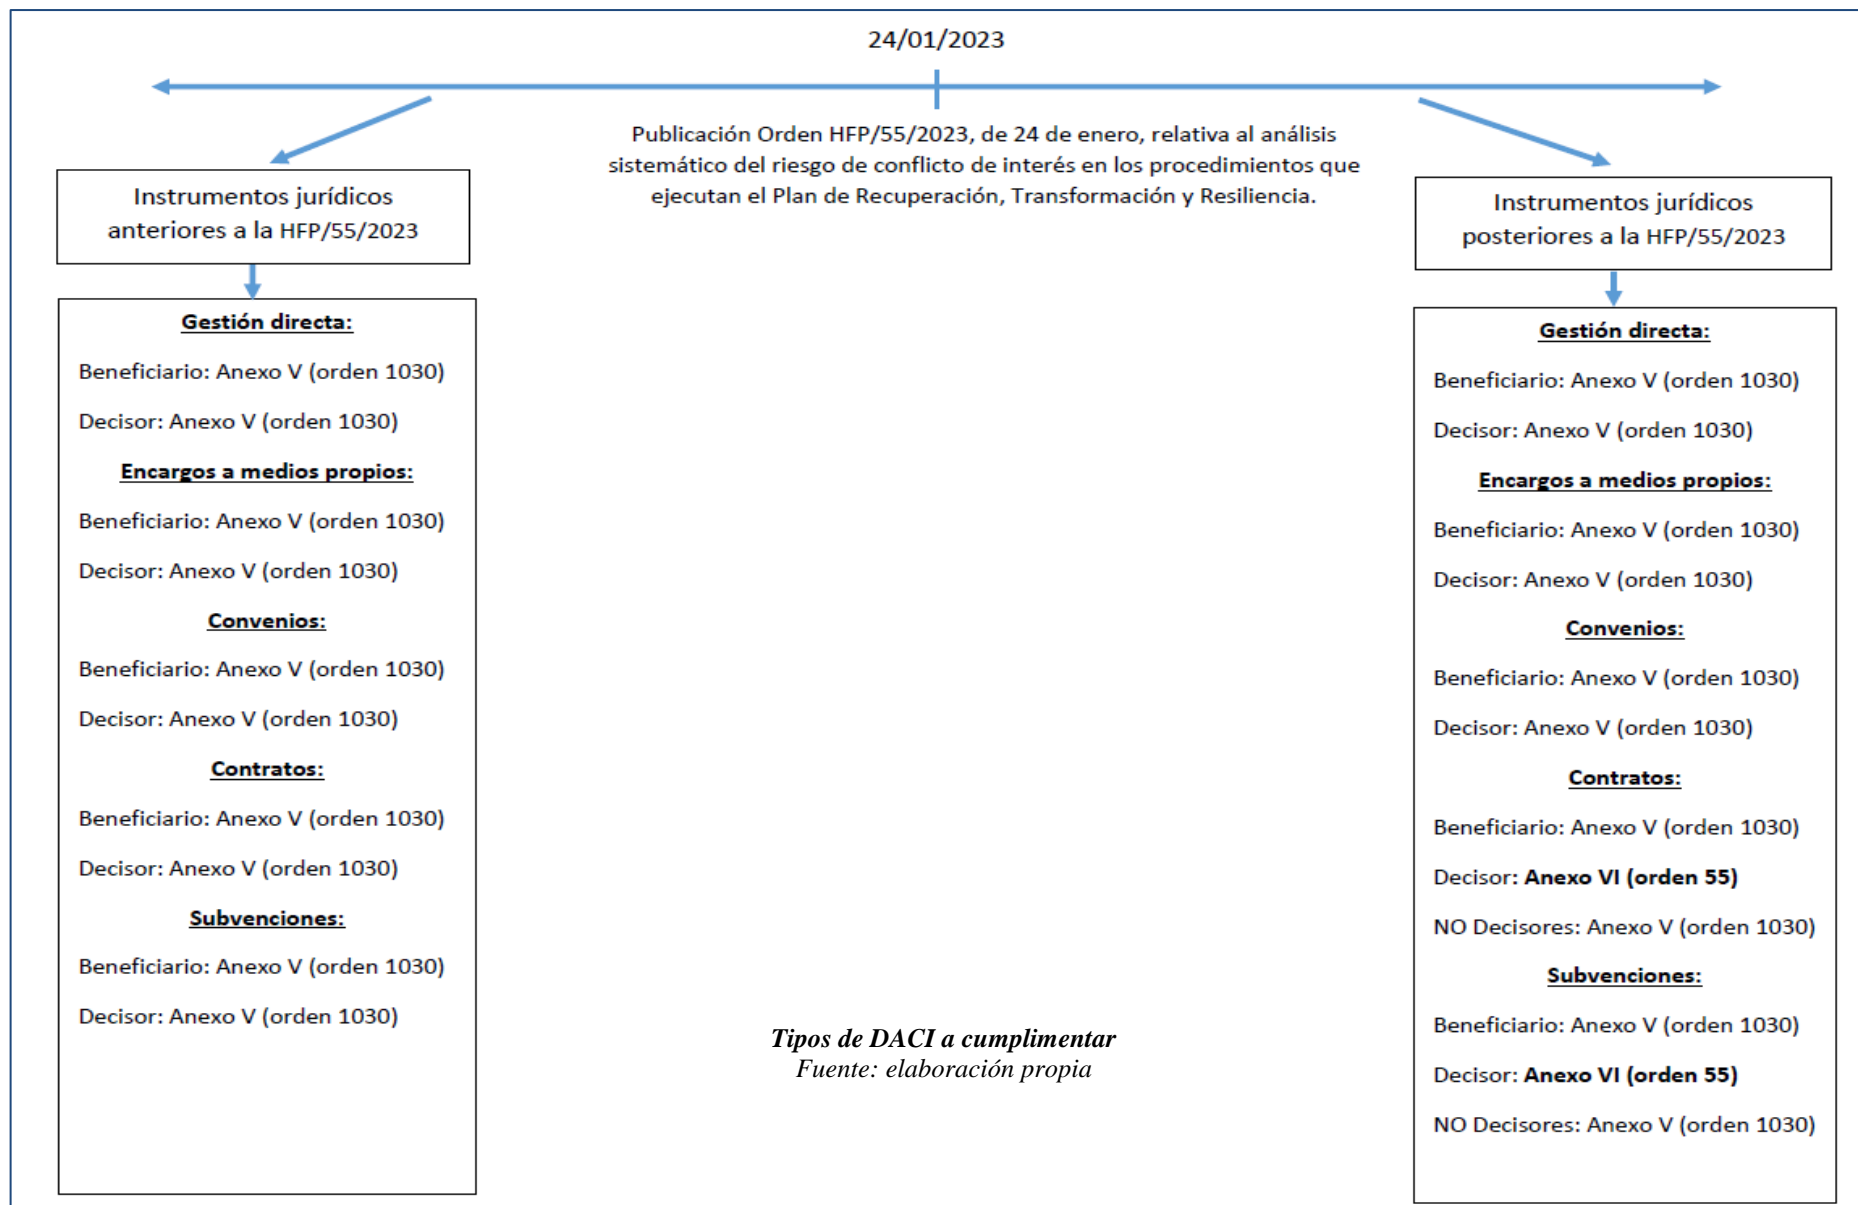 24/01/2023
Publicación Orden HFP/55/2023, de 24 de enero, relativa al análisis
sistemático del riesgo de conflicto de interés en los procedimientos que
ejecutan el Plan de Recuperación, Transformación y Resiliencia.
Instrumentos jurídicos
anteriores a la HFP/55/2023
Gestión directa:
Beneficiario: Anexo V (orden 1030)
Decisor: Anexo V (orden 1030)
Encargos a medios propios:
Beneficiario: Anexo V (orden 1030)
Decisor: Anexo V (orden 1030)
Convenios:
Beneficiario: Anexo V (orden 1030)
Decisor: Anexo V (orden 1030)
Contratos:
Beneficiario: Anexo V (orden 1030)
Decisor: Anexo V (orden 1030)
Subvenciones:
Beneficiario: Anexo V (orden 1030)
Decisor: Anexo V (orden 1030)
Instrumentos jurídicos
posteriores a la HFP/55/2023
Gestión directa:
Beneficiario: Anexo V (orden 1030)
Decisor: Anexo V (orden 1030)
Encargos a medios propios:
Beneficiario: Anexo V (orden 1030)
Decisor: Anexo V (orden 1030)
Convenios:
Beneficiario: Anexo V (orden 1030)
Decisor: Anexo V (orden 1030)
Contratos:
Beneficiario: Anexo V (orden 1030)
Decisor: Anexo VI (orden 55)
NO Decisores: Anexo V (orden 1030)
Subvenciones:
Beneficiario: Anexo V (orden 1030)
Decisor: Anexo VI (orden 55)
NO Decisores: Anexo V (orden 1030)
Tipos de DACI a cumplimentar
Fuente: elaboración propia